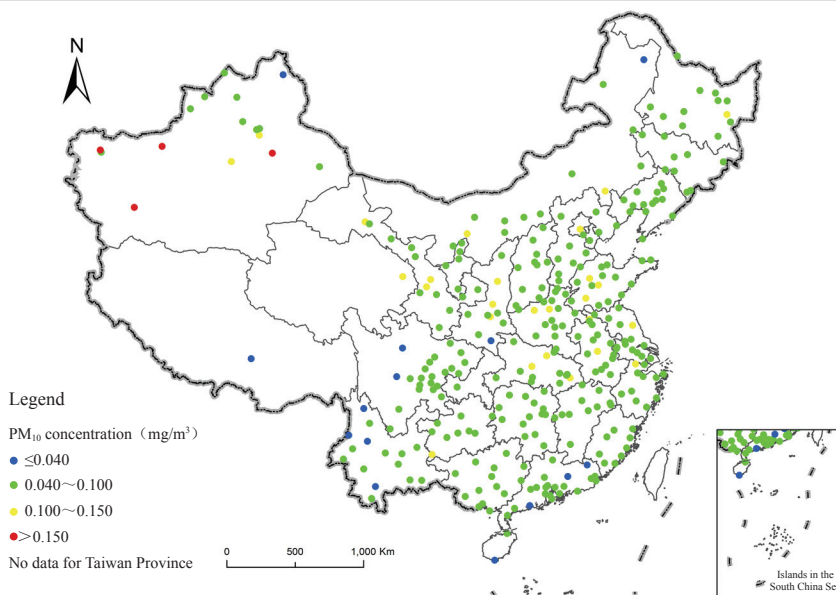 N
Legend
PM₁₀ concentration（mg/m³）
≤0.040
0.040～0.100
0.100～0.150
＞0.150
No data for Taiwan Province
0 500 1,000 Km
Islands in the
South China Se